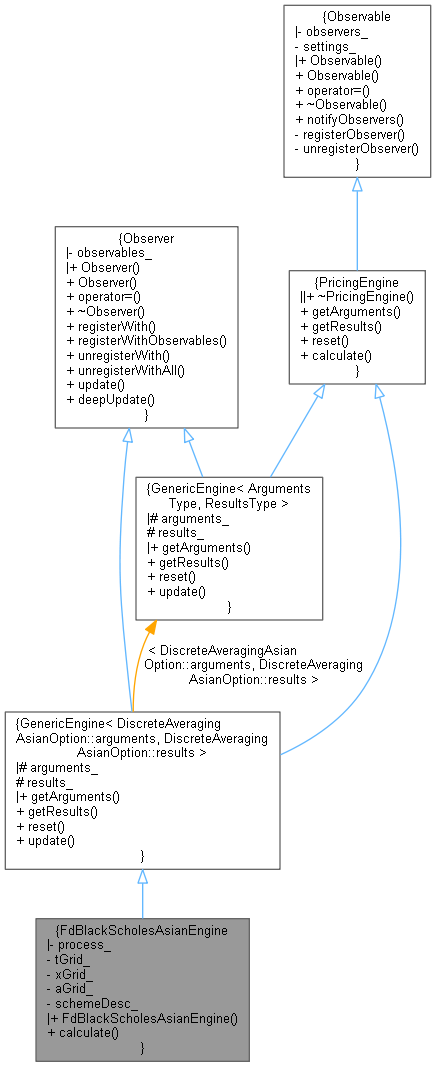 {Observable
|- observers_
- settings_
|+ Observable()
+ Observable()
+ operator=()
+ ~Observable()
+ notifyObservers()
- registerObserver()
- unregisterObserver()
}
{Observer
|- observables_
|+ Observer()
+ Observer()
+ operator=()
+ ~Observer()
+ registerWith()
+ registerWithObservables()
+ unregisterWith()
+ unregisterWithAll()
+ update()
+ deepUpdate()
}
{PricingEngine
||+ ~PricingEngine()
+ getArguments()
+ getResults()
+ reset()
+ calculate()
}
{GenericEngine< Arguments
Type, ResultsType >
|# arguments_
# results_
|+ getArguments()
+ getResults()
+ reset()
+ update()
}
< DiscreteAveragingAsian
Option::arguments, DiscreteAveraging
AsianOption::results >
{GenericEngine< DiscreteAveraging
AsianOption::arguments, DiscreteAveraging
AsianOption::results >
|# arguments_
# results_
|+ getArguments()
+ getResults()
+ reset()
+ update()
}
{FdBlackScholesAsianEngine
|- process_
- tGrid_
- xGrid_
- aGrid_
- schemeDesc_
|+ FdBlackScholesAsianEngine()
+ calculate()
}